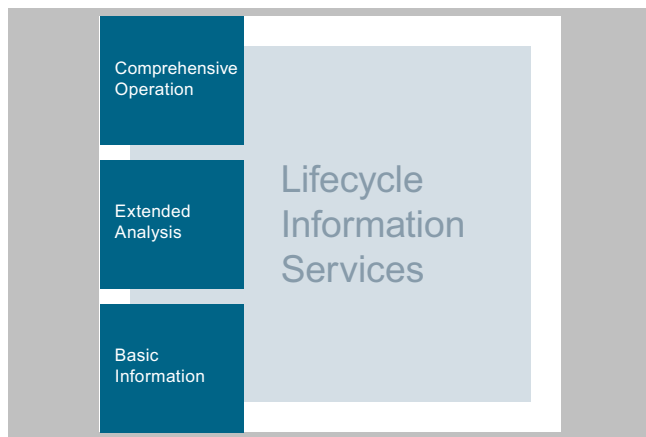 Comprehensive
Operation
Extended
Analysis
Basic
Information
Lifecycle
Information
Services